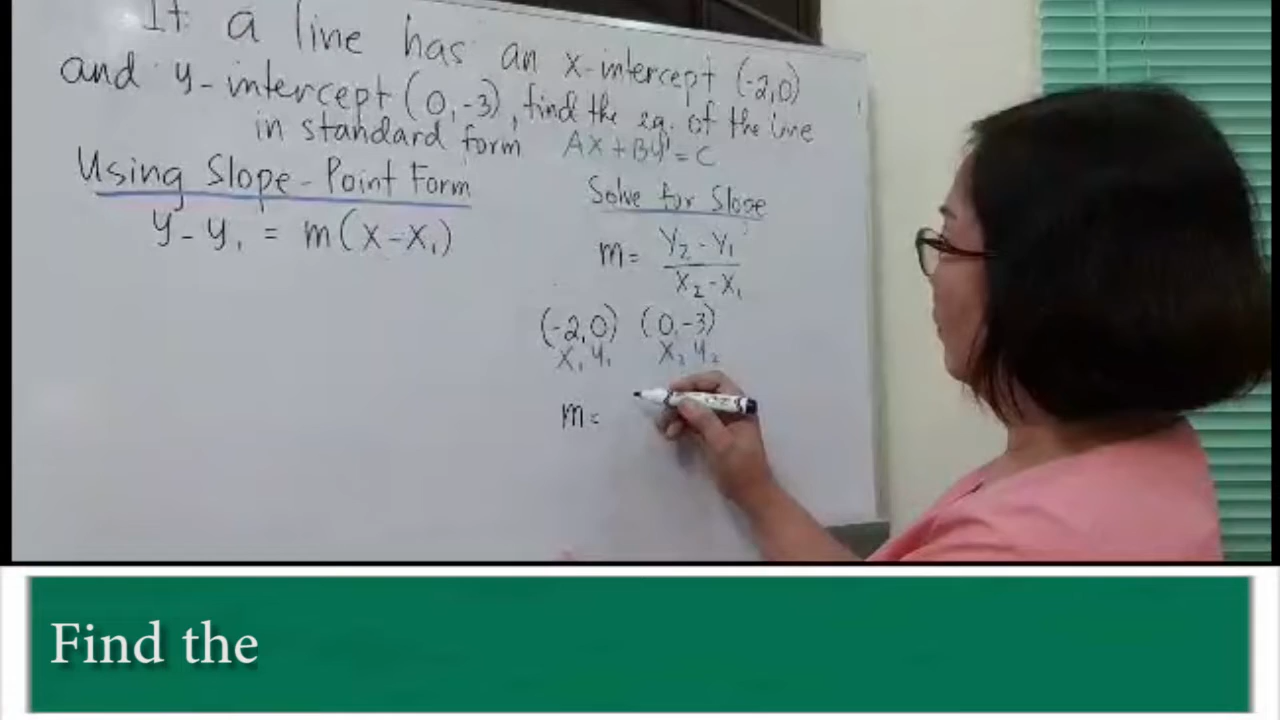 If a line has an x-intercept (-2,0)
and y-intercept (0,-3), find the eq. of the line
in standard form Ax+By=C
Using Slope-Point Form
y-y₁ = m(x-x₁)
Solve for Slope
m= Y₂-Y₁
X₂-X₁
(-2,0) (0,-3)
X₁ y₁ X₂ y₂
m=
Find the